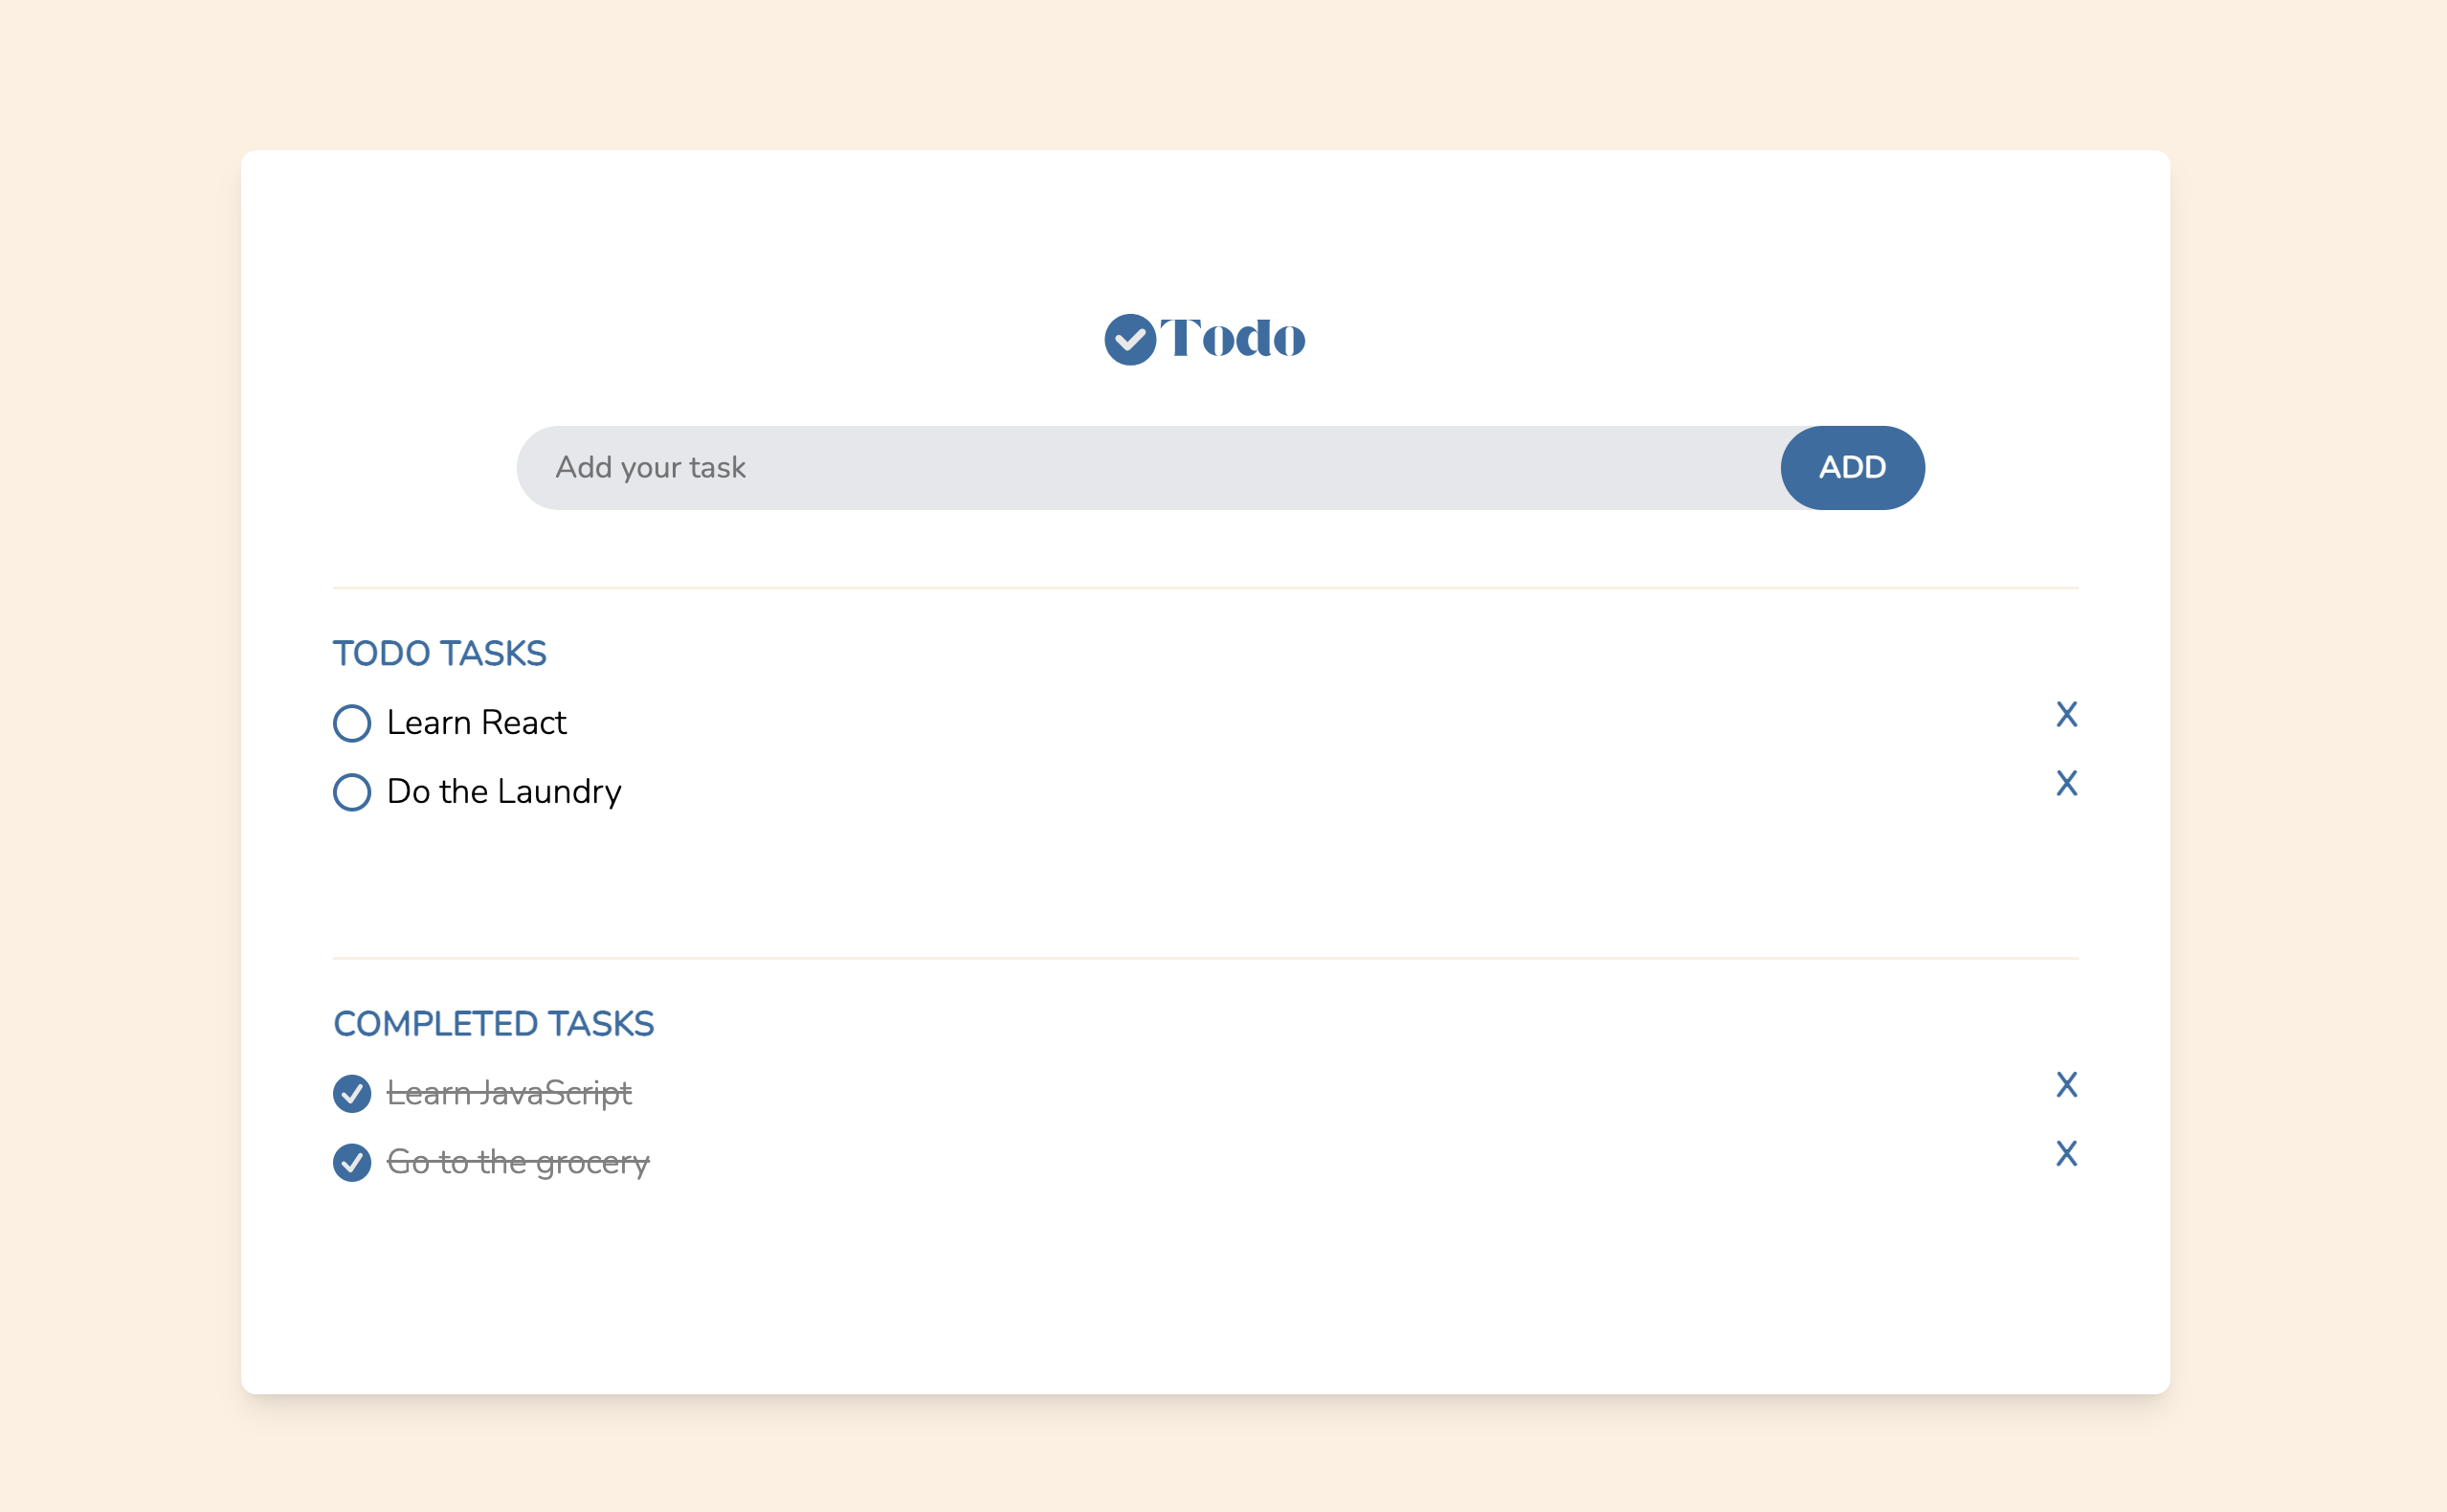 Todo
Add your task
ADD
TODO TASKS
Learn React
X
Do the Laundry
X
COMPLETED TASKS
Learn JavaScript
X
Go to the grocery
X